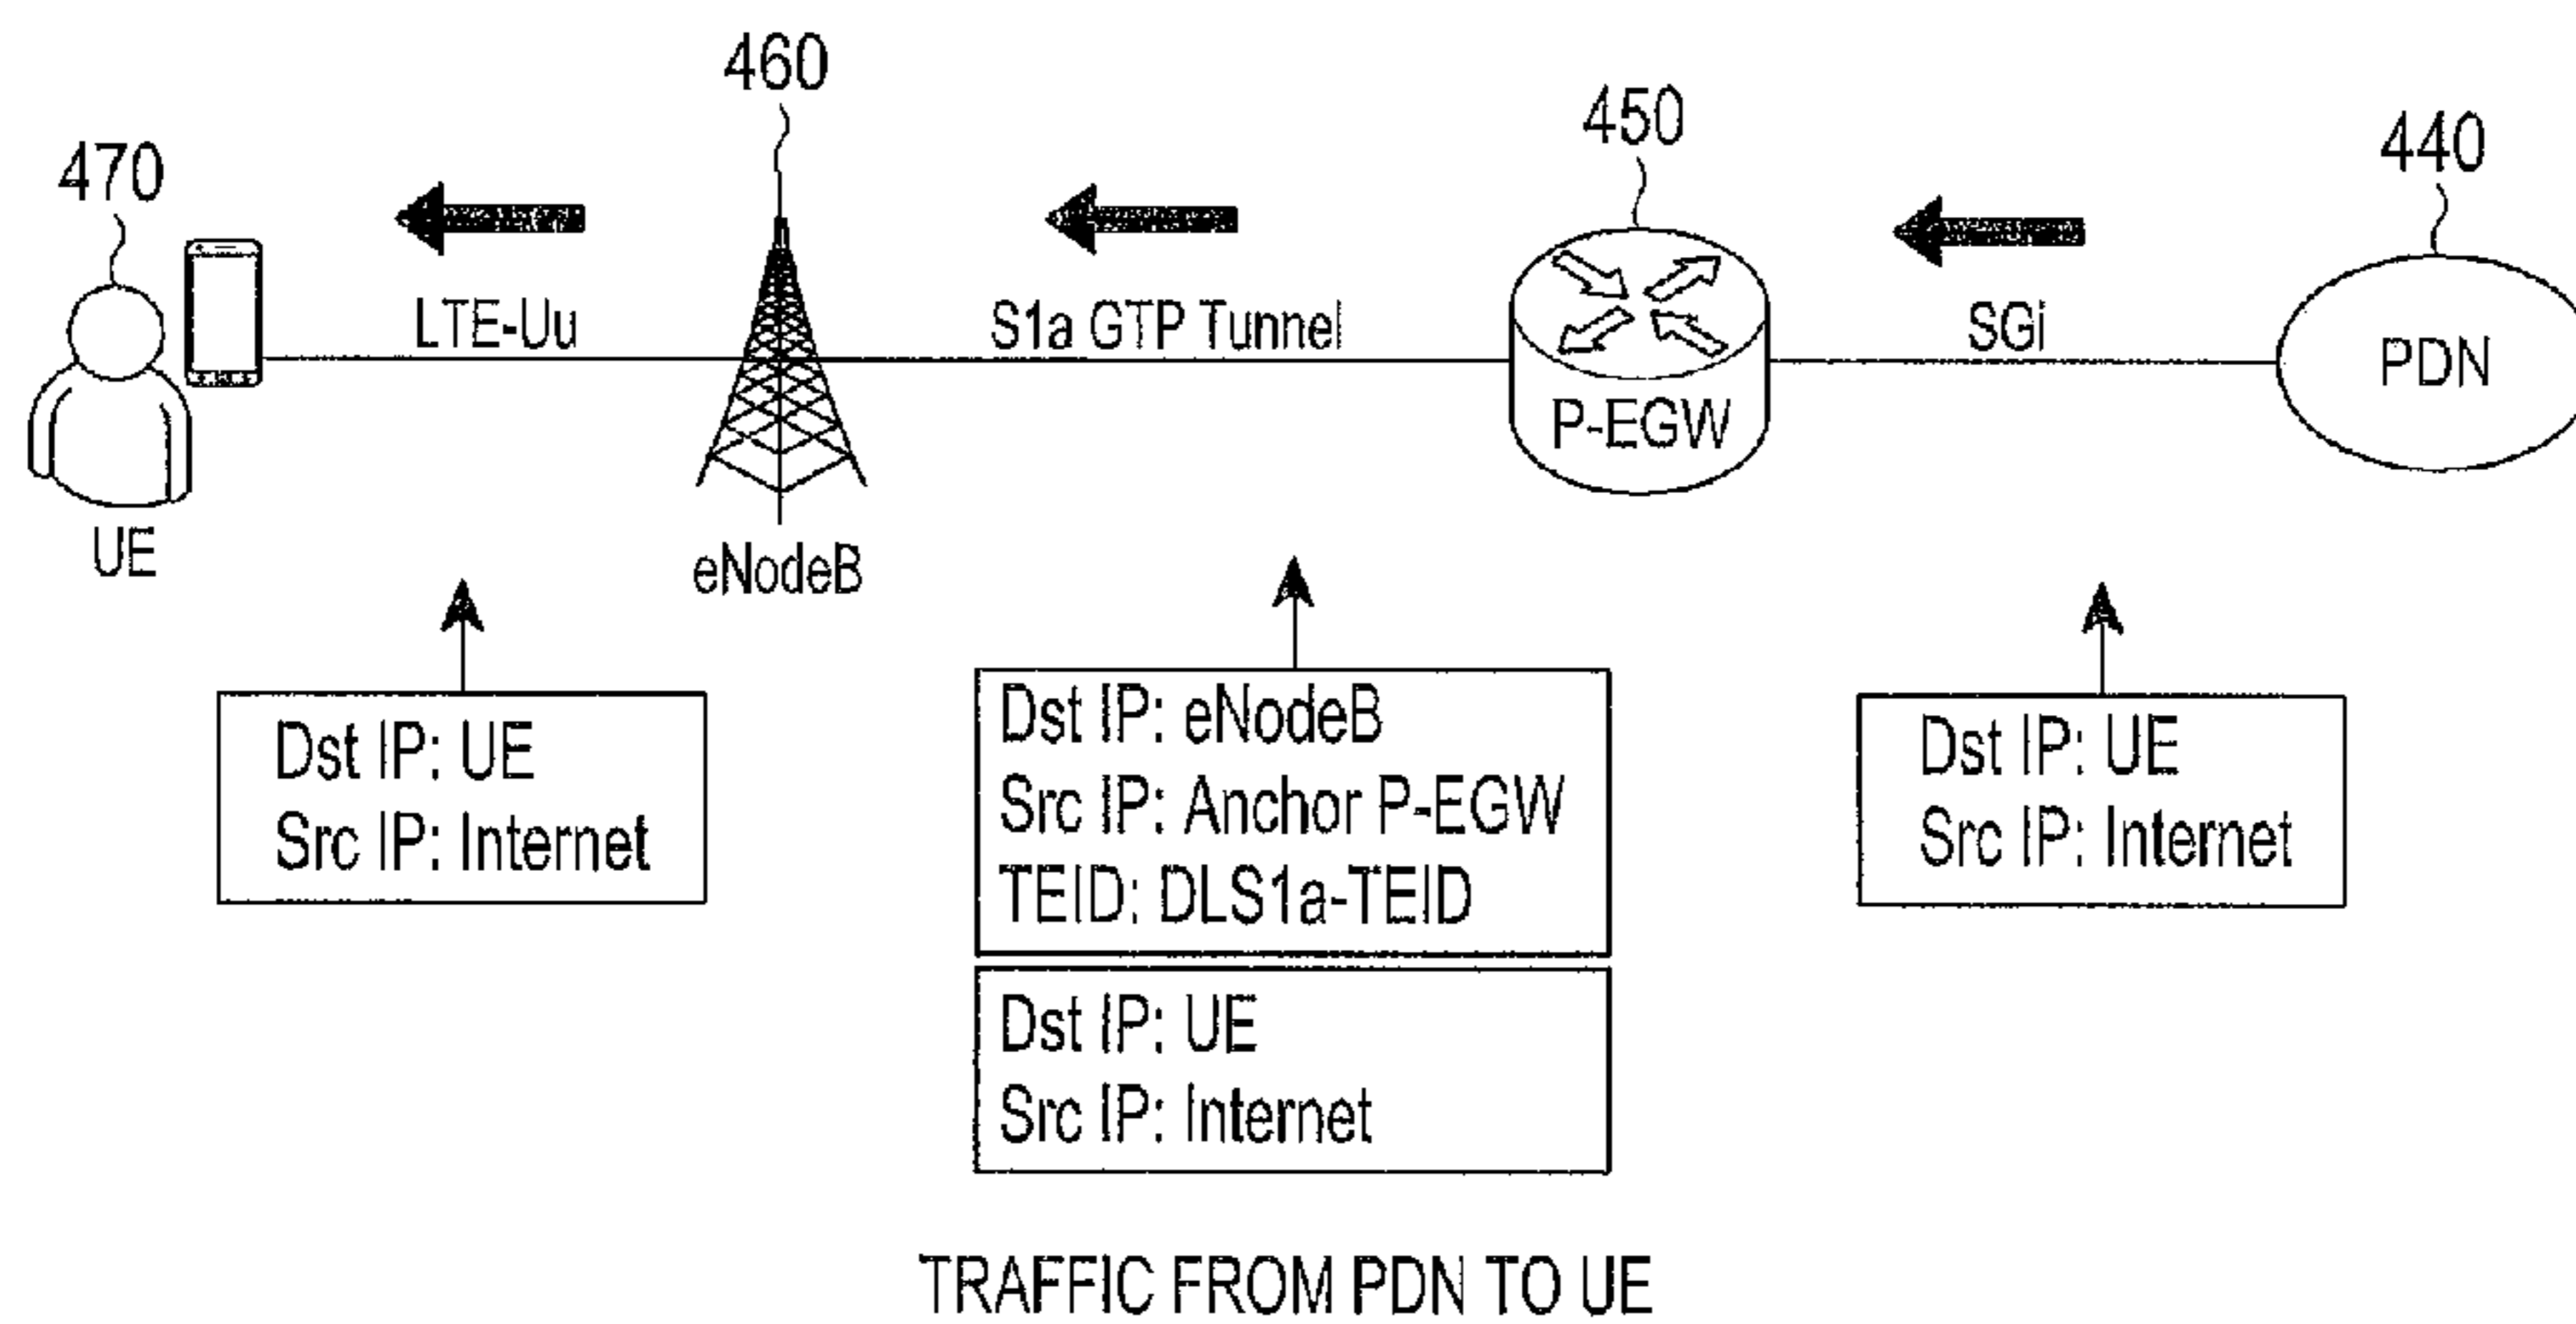 460
450
440
470
LTE-Uu
S1a GTP Tunnel
SGi
PDN
P-EGW
UE
eNodeB
Dst IP: UE
Src IP: Internet
Dst IP: eNodeB
Src IP: Anchor P-EGW
TEID: DLS1a-TEID
Dst IP: UE
Src IP: Internet
Dst IP: UE
Src IP: Internet
TRAFFIC FROM PDN TO UE